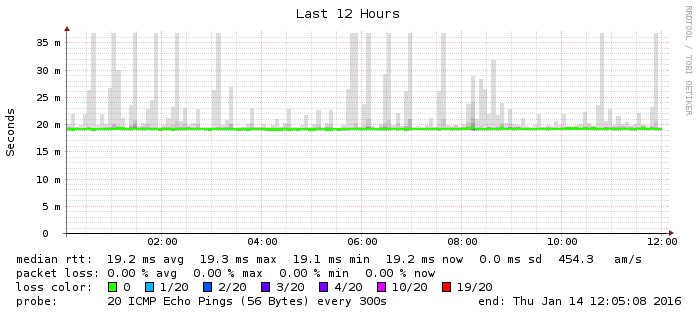 Last 12 Hours
RRDTOOL / TOBI OETIKER
Seconds
35 m
30 m
25 m
20 m
15 m
10 m
5 m
0
02:00 04:00 06:00 08:00 10:00 12:00
median rtt: 19.2 ms avg 19.3 ms max 19.1 ms min 19.2 ms now 0.0 ms sd 454.3 am/s
packet loss: 0.00 % avg 0.00 % max 0.00 % min 0.00 % now
loss color: 0 1/20 2/20 3/20 4/20 10/20 19/20
probe: 20 ICMP Echo Pings (56 Bytes) every 300s end: Thu Jan 14 12:05:08 2016